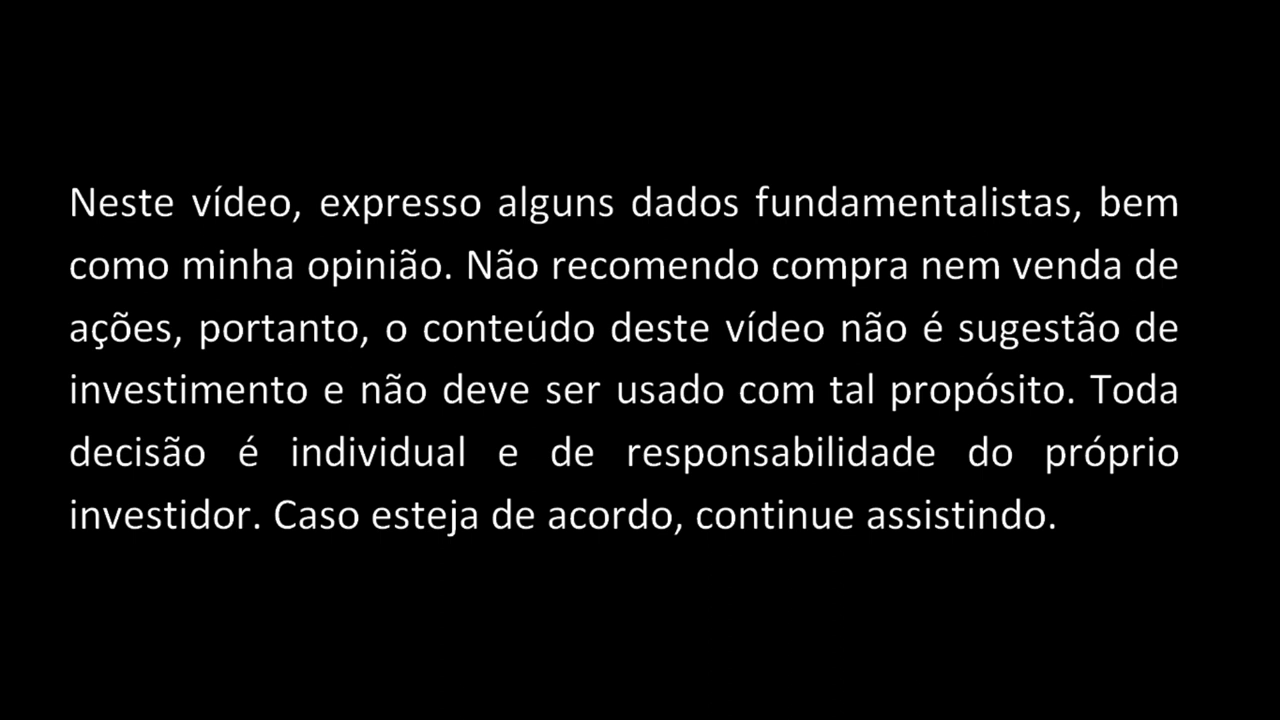 Neste vídeo, expresso alguns dados fundamentalistas, bem
como minha opinião. Não recomendo compra nem venda de
ações, portanto, o conteúdo deste vídeo não é sugestão de
investimento e não deve ser usado com tal propósito. Toda
decisão é individual e de responsabilidade do próprio
investidor. Caso esteja de acordo, continue assistindo.